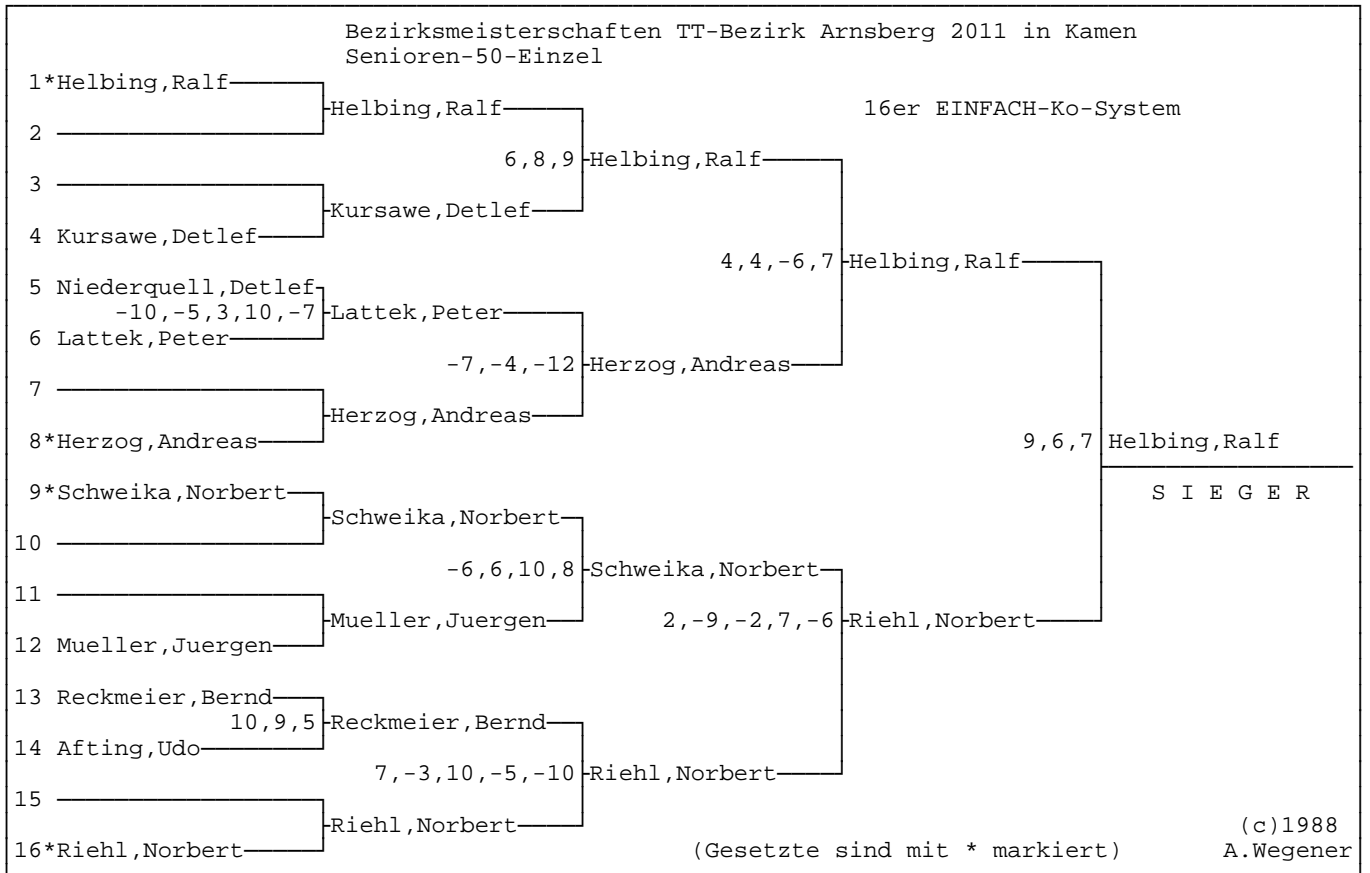 Bezirksmeisterschaften TT-Bezirk Arnsberg 2011 in Kamen
Senioren-50-Einzel
1*Helbing,Ralf
Helbing,Ralf 16er EINFACH-Ko-System
2
6,8,9 Helbing,Ralf
3
Kursawe,Detlef
4 Kursawe,Detlef
4,4,-6,7 Helbing,Ralf
5 Niederquell,Detlef
-10,-5,3,10,-7 Lattek,Peter
6 Lattek,Peter
-7,-4,-12 Herzog,Andreas
7
Herzog,Andreas
8*Herzog,Andreas 9,6,7 Helbing,Ralf
9*Schweika,Norbert S I E G E R
Schweika,Norbert
10
-6,6,10,8 Schweika,Norbert
11
Mueller,Juergen 2,-9,-2,7,-6 Riehl,Norbert
12 Mueller,Juergen
13 Reckmeier,Bernd
10,9,5 Reckmeier,Bernd
14 Afting,Udo
7,-3,10,-5,-10 Riehl,Norbert
15
Riehl,Norbert (c)1988
16*Riehl,Norbert (Gesetzte sind mit * markiert) A.Wegener